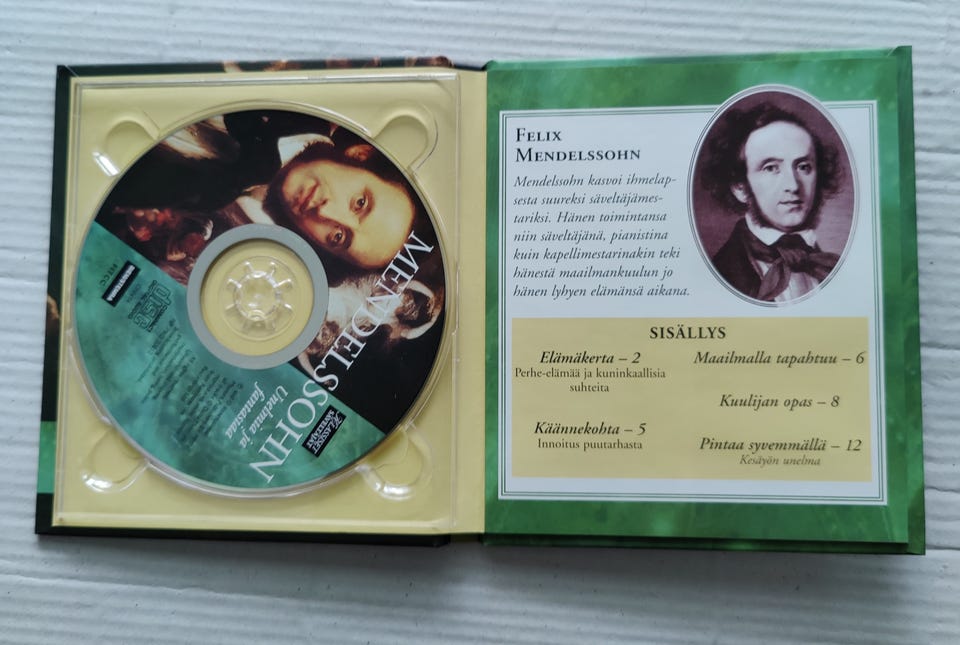 MENDELSSOHN
Unelmia ja
fantasiaa
KLASSISET
SÄVELTÄJÄT
FELIX
MENDELSSOHN
Mendelssohn kasvoi ihmelap-
sesta suureksi säveltäjämes-
tariksi. Hänen toimintansa
niin säveltäjänä, pianistina
kuin kapellimestarinakin teki
hänestä maailmankuulun jo
hänen lyhyen elämänsä aikana.
SISÄLLYS
Elämäkerta – 2
Perhe-elämää ja kuninkaallisia
suhteita
Käännekohta – 5
Innoitus puutarhasta
Maailmalla tapahtuu – 6
Kuulijan opas – 8
Pintaa syvemmällä – 12
Kesäyön unelma